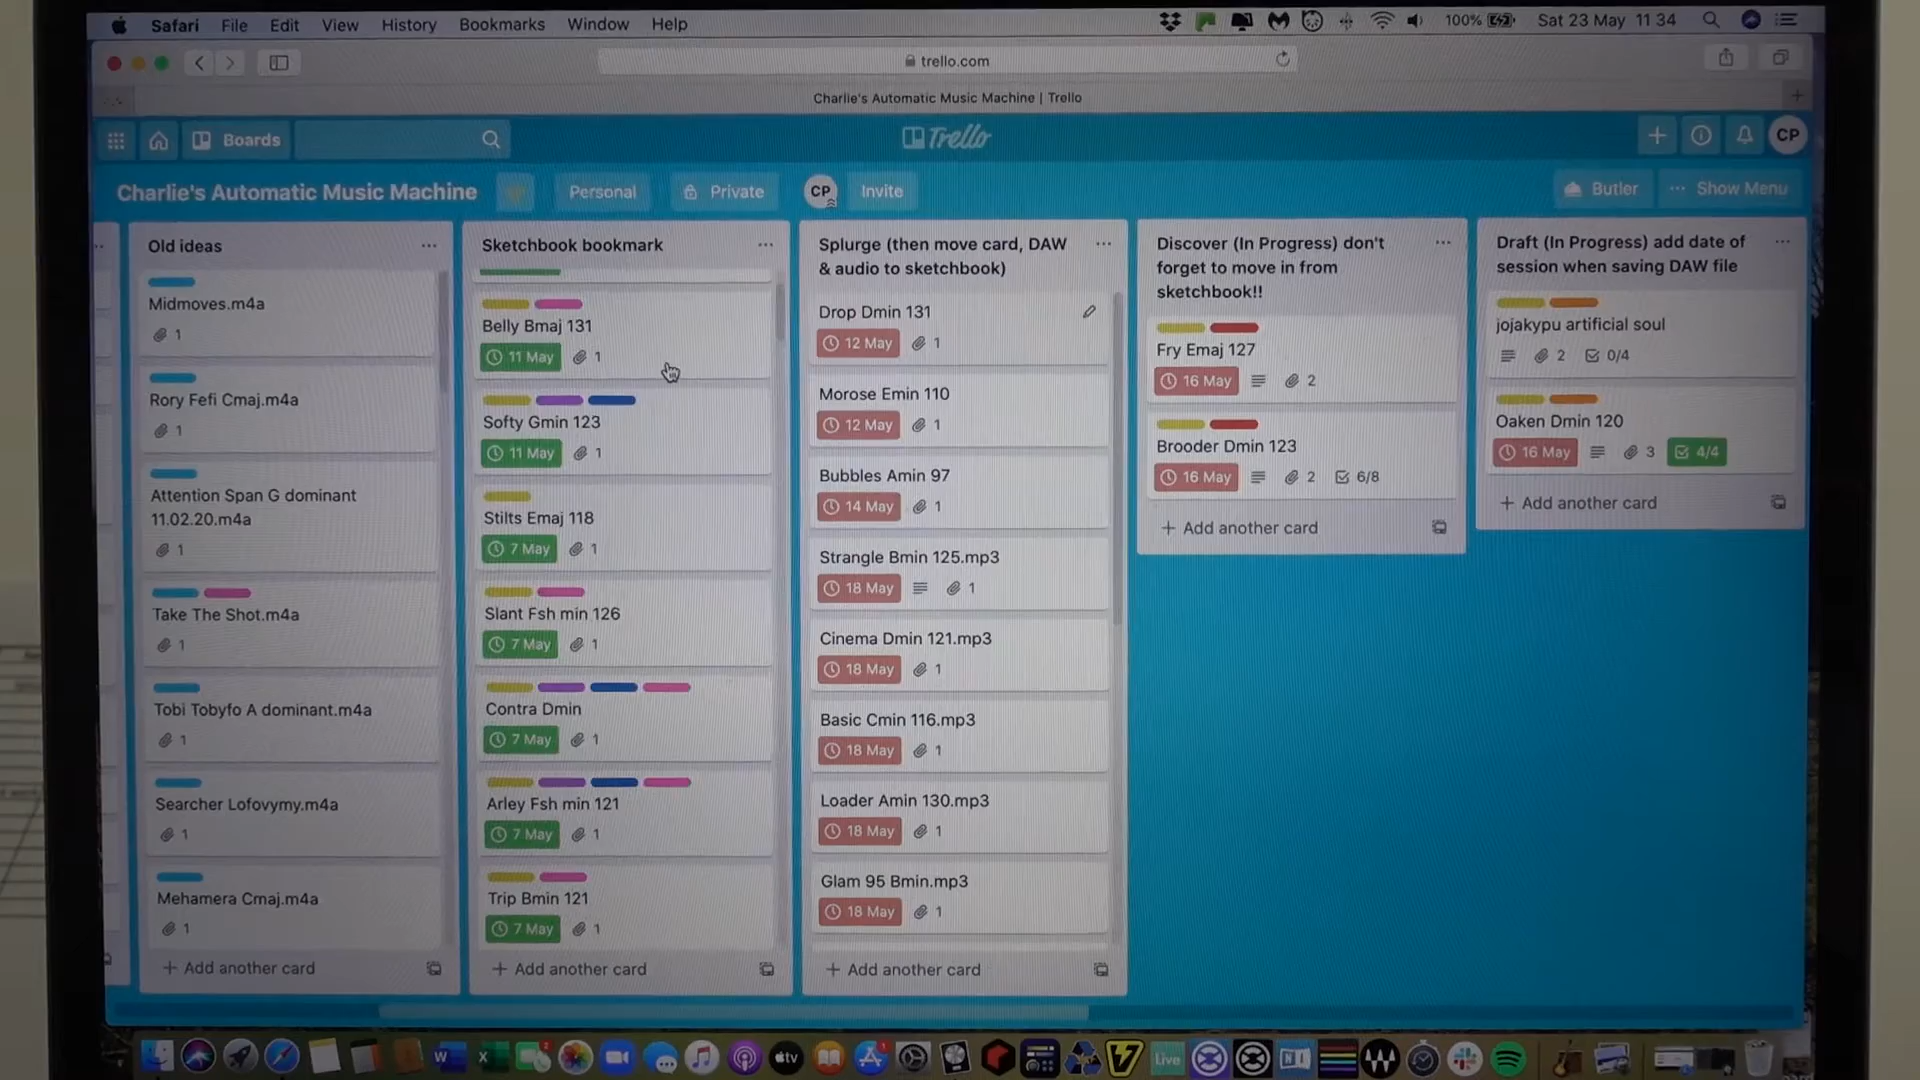 Safari File Edit View History Bookmarks Window Help
100% Sat 23 May 11 34
trello.com
Charlie's Automatic Music Machine | Trello
Boards
Trello
CP
Charlie's Automatic Music Machine
Personal
Private
CP
Invite
Butler
··· Show Menu
Old ideas
Midmoves.m4a
1
Rory Fefi Cmaj.m4a
1
Attention Span G dominant
11.02.20.m4a
1
Take The Shot.m4a
1
Tobi Tobyfo A dominant.m4a
1
Searcher Lofovymy.m4a
1
Mehamera Cmaj.m4a
1
+ Add another card
Sketchbook bookmark
Belly Bmaj 131
11 May 1
Softy Gmin 123
11 May 1
Stilts Emaj 118
7 May 1
Slant Fsh min 126
7 May 1
Contra Dmin
7 May 1
Arley Fsh min 121
7 May 1
Trip Bmin 121
7 May 1
+ Add another card
Splurge (then move card, DAW
& audio to sketchbook)
Drop Dmin 131
12 May 1
Morose Emin 110
12 May 1
Bubbles Amin 97
14 May 1
Strangle Bmin 125.mp3
18 May 1
Cinema Dmin 121.mp3
18 May 1
Basic Cmin 116.mp3
18 May 1
Loader Amin 130.mp3
18 May 1
Glam 95 Bmin.mp3
18 May 1
+ Add another card
Discover (In Progress) don't
forget to move in from
sketchbook!!
Fry Emaj 127
16 May 2
Brooder Dmin 123
16 May 2 6/8
+ Add another card
Draft (In Progress) add date of
session when saving DAW file
jojakypu artificial soul
2 0/4
Oaken Dmin 120
16 May 3 4/4
+ Add another card
W X tv Live N